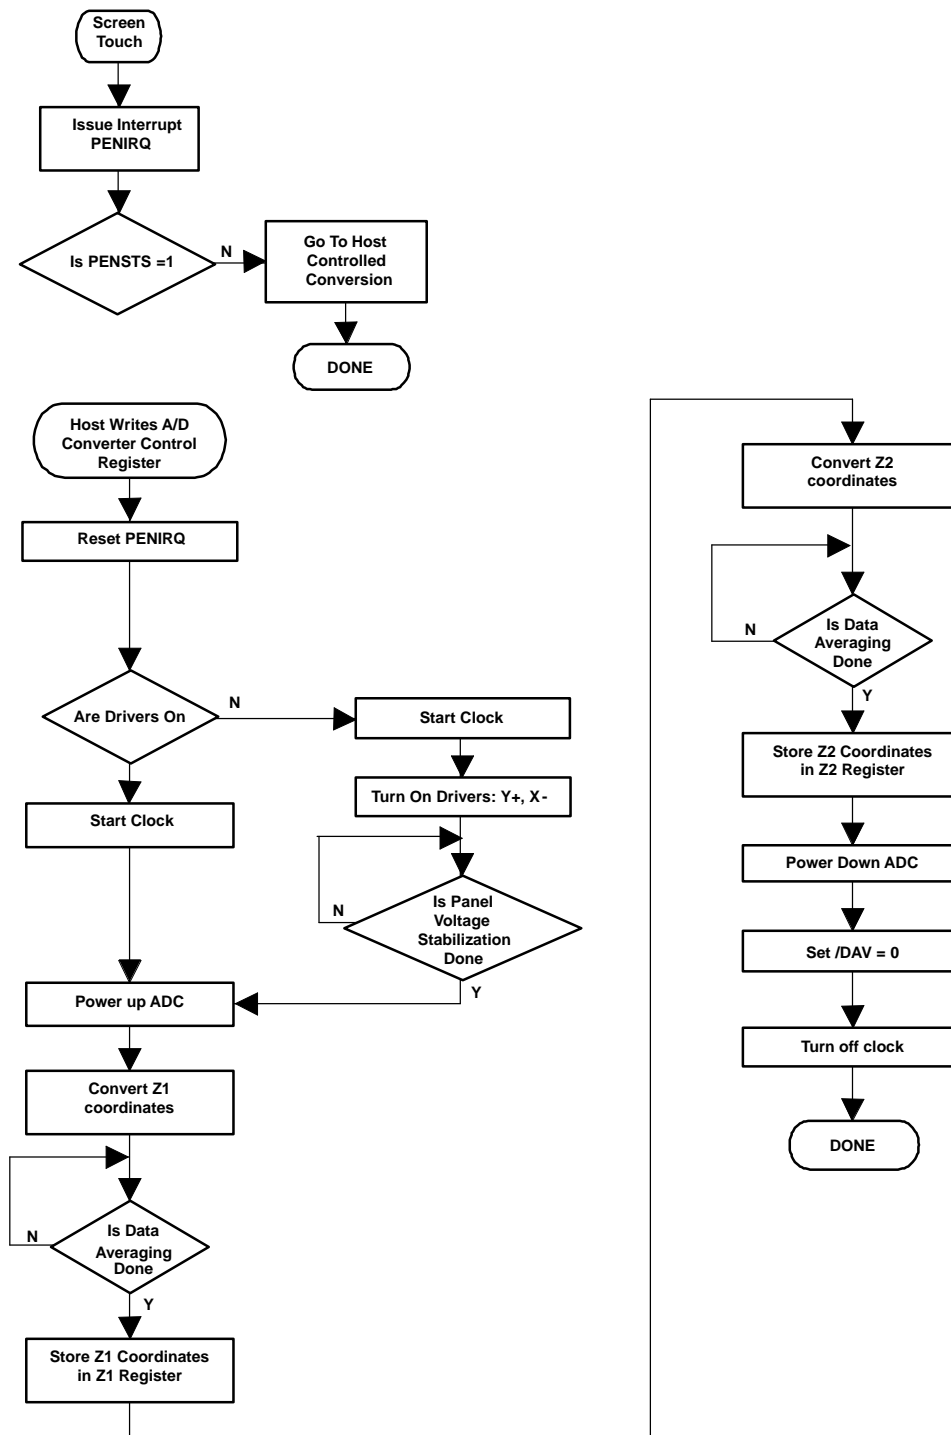 Screen
Touch
Issue Interrupt
PENIRQ
Is PENSTS =1
N
Go To Host
Controlled
Conversion
DONE
Host Writes A/D
Converter Control
Register
Reset PENIRQ
Are Drivers On
N
Start Clock
Start Clock
Turn On Drivers: Y+, X-
Is Panel
Voltage
Stabilization
Done
N
Y
Power up ADC
Convert Z1
coordinates
Is Data
Averaging
Done
N
Y
Store Z1 Coordinates
in Z1 Register
Convert Z2
coordinates
Is Data
Averaging
Done
N
Y
Store Z2 Coordinates
in Z2 Register
Power Down ADC
Set /DAV = 0
Turn off clock
DONE